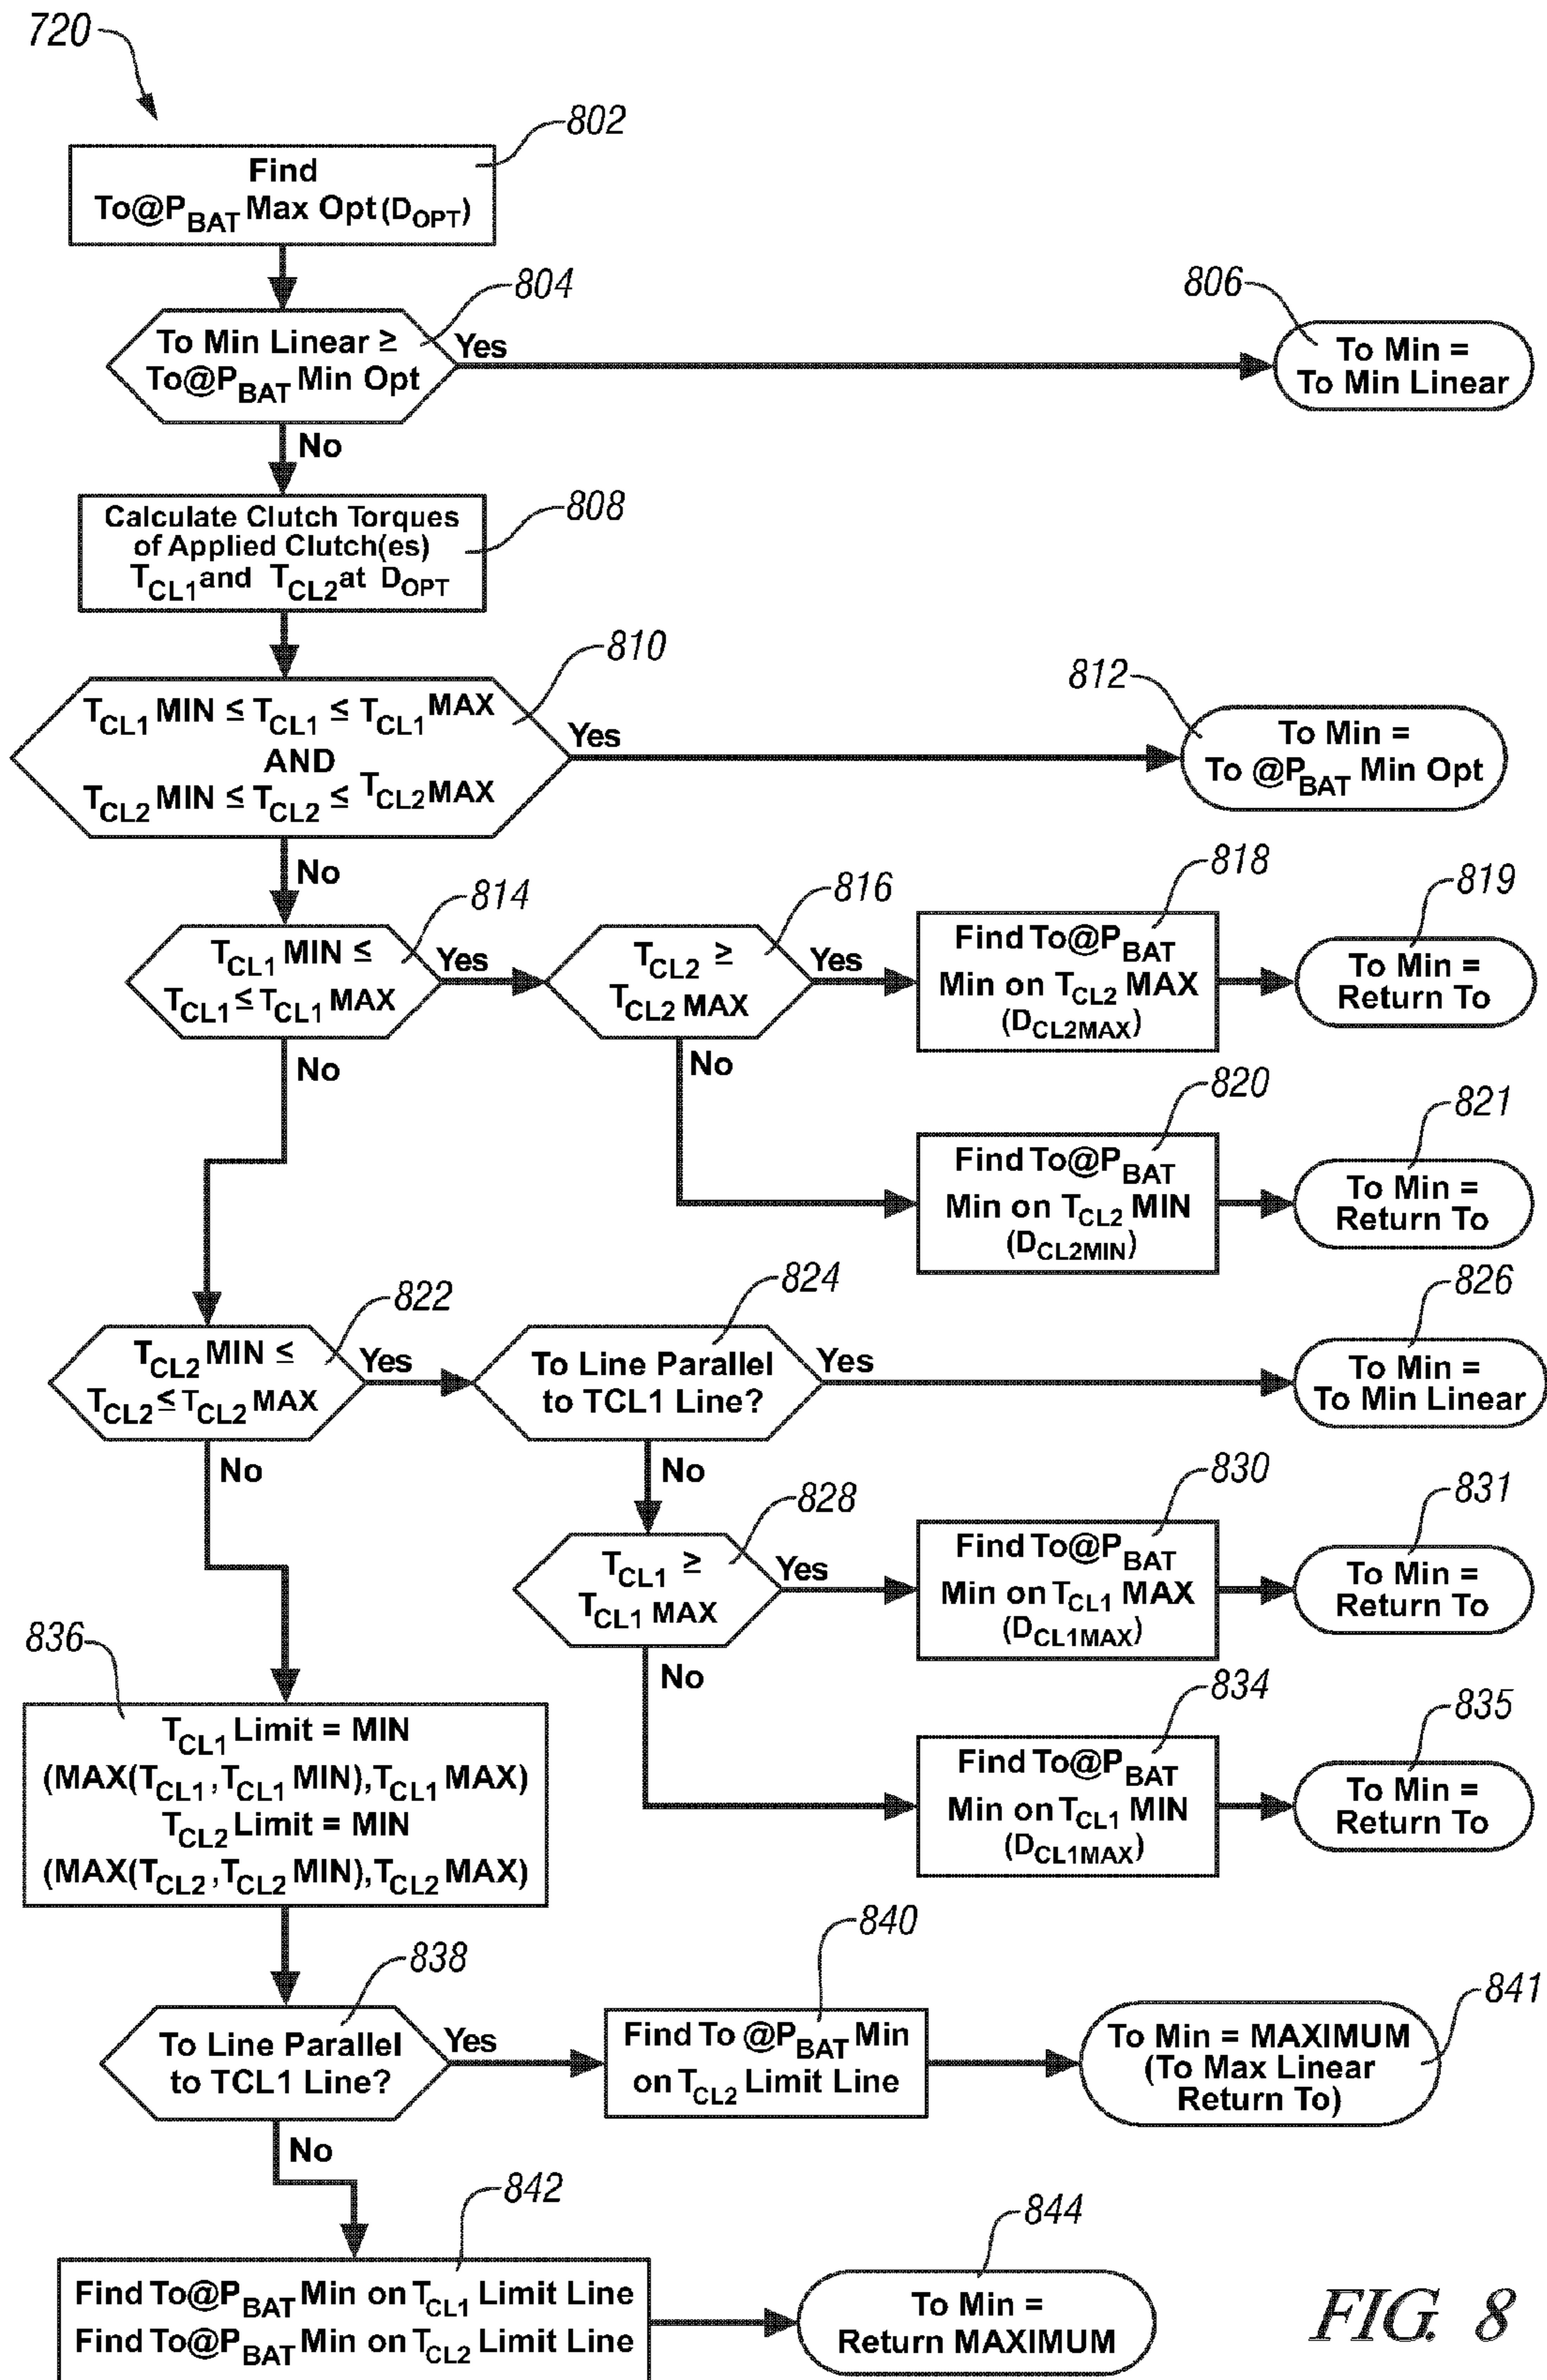 720
802
Find
To@PBAT Max Opt (DOPT)
804
To Min Linear ≥
To@PBAT Min Opt
Yes
806
To Min =
To Min Linear
No
808
Calculate Clutch Torques
of Applied Clutch(es)
TCL1 and TCL2 at DOPT
810
TCL1 MIN ≤ TCL1 ≤ TCL1 MAX
AND
TCL2 MIN ≤ TCL2 ≤ TCL2 MAX
Yes
812
To Min =
To @PBAT Min Opt
No
814
TCL1 MIN ≤
TCL1 ≤ TCL1 MAX
Yes
816
TCL2 ≥
TCL2 MAX
Yes
818
Find To@PBAT
Min on TCL2 MAX
(DCL2MAX)
819
To Min =
Return To
No
No
820
Find To@PBAT
Min on TCL2 MIN
(DCL2MIN)
821
To Min =
Return To
822
TCL2 MIN ≤
TCL2 ≤ TCL2 MAX
Yes
824
To Line Parallel
to TCL1 Line?
Yes
826
To Min =
To Min Linear
No
No
828
TCL1 ≥
TCL1 MAX
Yes
830
Find To@PBAT
Min on TCL1 MAX
(DCL1MAX)
831
To Min =
Return To
No
834
Find To@PBAT
Min on TCL1 MIN
(DCL1MAX)
835
To Min =
Return To
836
TCL1 Limit = MIN
(MAX(TCL1,TCL1 MIN),TCL1 MAX)
TCL2 Limit = MIN
(MAX(TCL2,TCL2 MIN),TCL2 MAX)
838
To Line Parallel
to TCL1 Line?
Yes
840
Find To @PBAT Min
on TCL2 Limit Line
841
To Min = MAXIMUM
(To Max Linear
Return To)
No
842
Find To@PBAT Min on TCL1 Limit Line
Find To@PBAT Min on TCL2 Limit Line
844
To Min =
Return MAXIMUM
FIG. 8